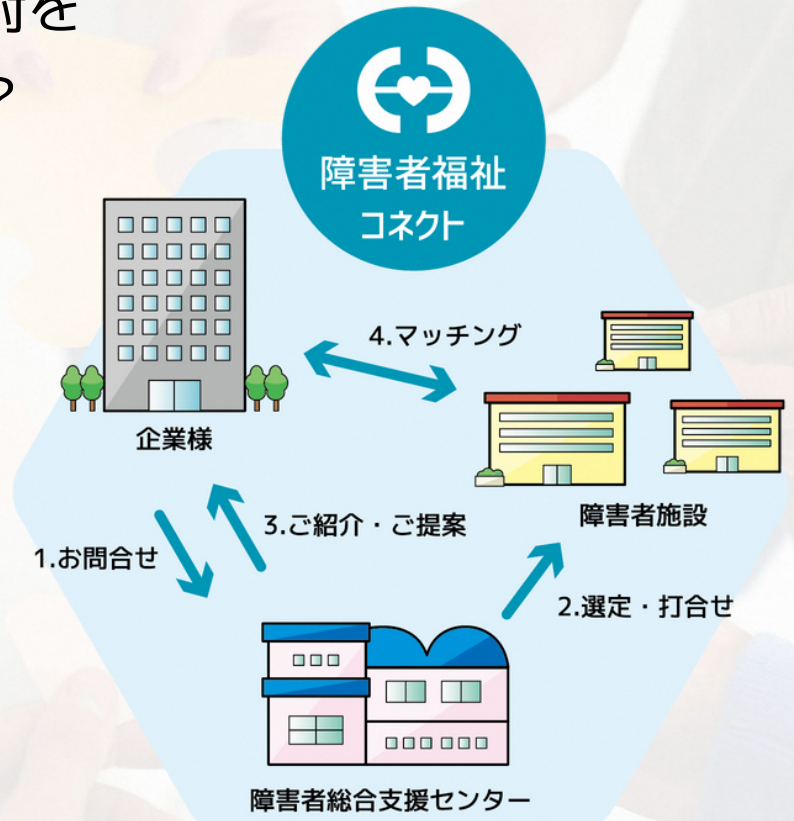 を
障害者福祉
コネクト
4.マッチング
企業様
3.ご紹介・ご提案
障害者施設
1.お問合せ
2.選定・打合せ
障害者総合支援センター